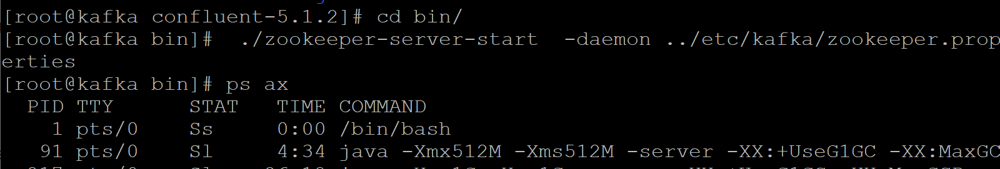 [root@kafka confluent-5.1.2]# cd bin/
[root@kafka bin]#  ./zookeeper-server-start  -daemon ../etc/kafka/zookeeper.prop
erties
[root@kafka bin]# ps ax
  PID TTY      STAT   TIME COMMAND
    1 pts/0    Ss     0:00 /bin/bash
   91 pts/0    Sl     4:34 java -Xmx512M -Xms512M -server -XX:+UseG1GC -XX:MaxGC